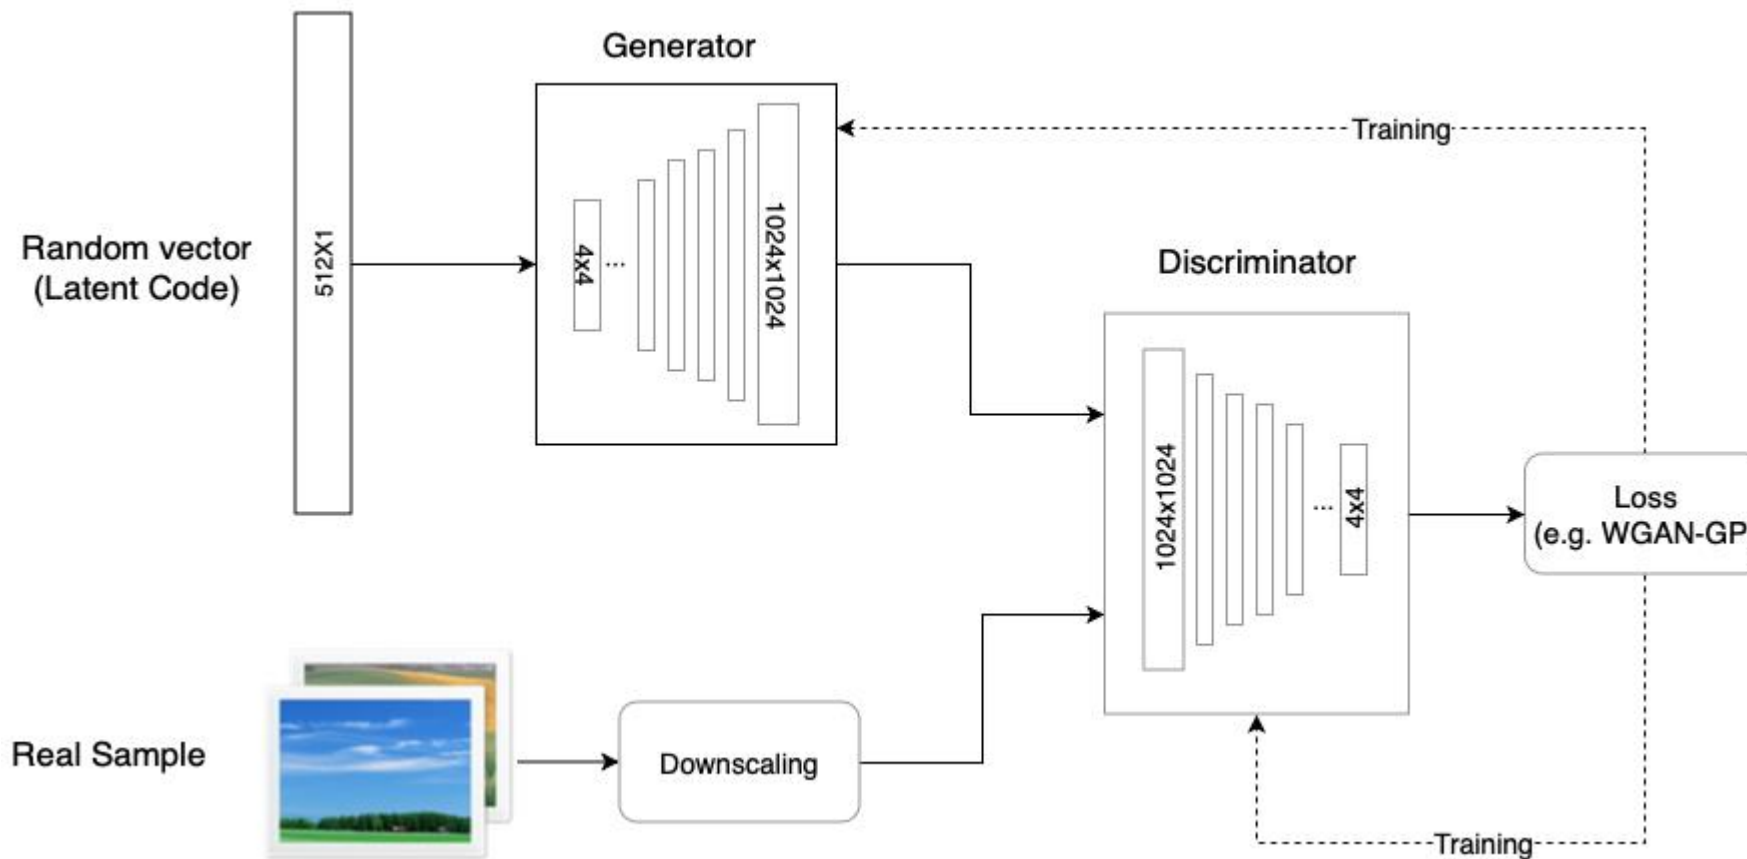 Generator
Training
Random vector
(Latent Code)
512X1
4x4
...
1024x1024
Discriminator
1024x1024
...
4x4
Loss
(e.g. WGAN-GP
Real Sample
Downscaling
Training